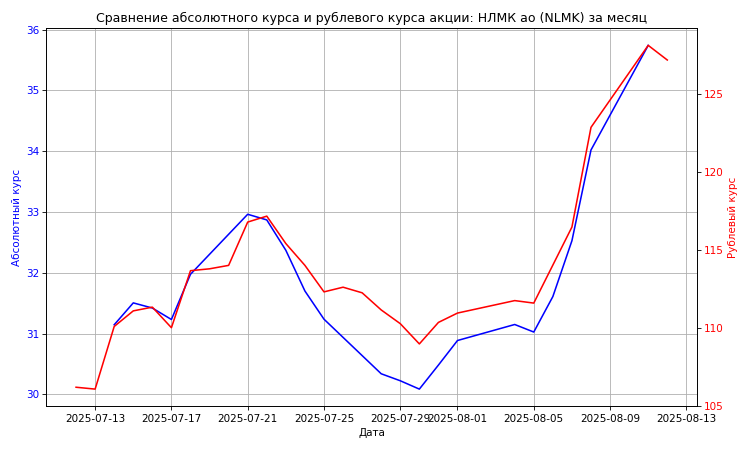 Сравнение абсолютного курса и рублевого курса акции: НЛМК ао (NLMK) за месяц
36
35
34
33
32
31
30
Абсолютный курс
125
120
115
110
105
Рублевый курс
2025-07-13 2025-07-17 2025-07-21 2025-07-25 2025-07-29 2025-08-01 2025-08-05 2025-08-09 2025-08-13
Дата